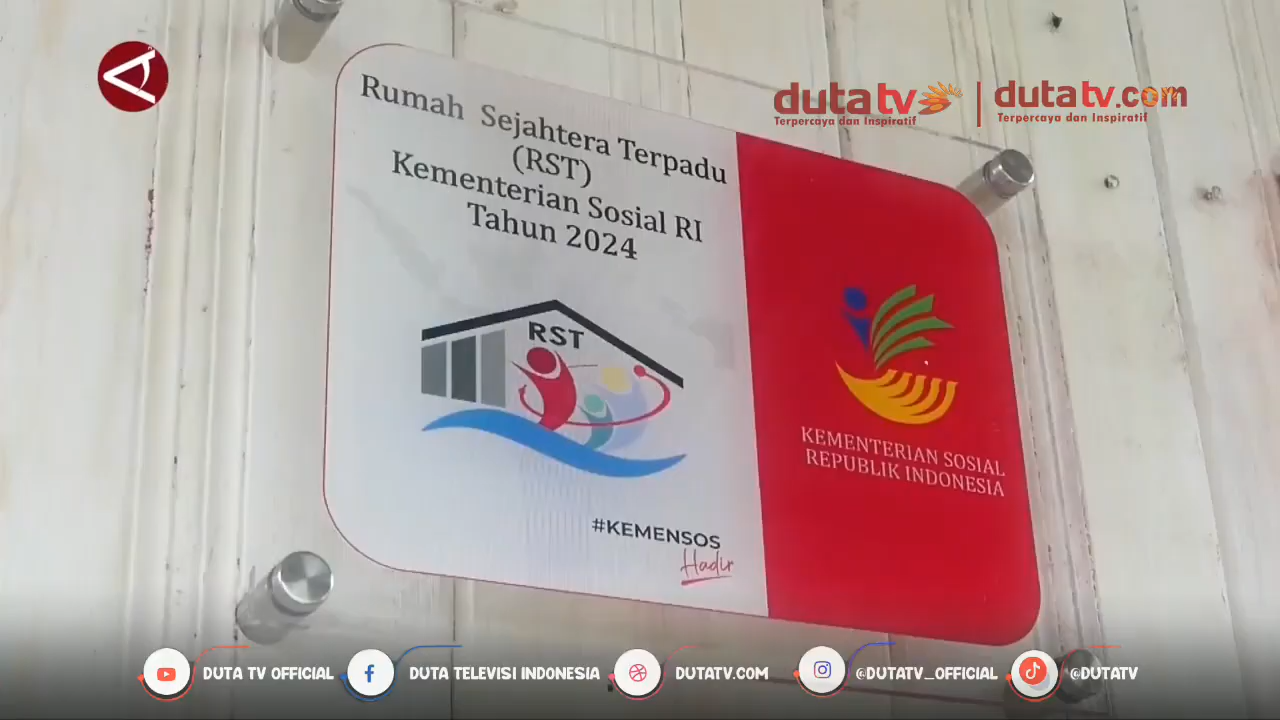 dutatv
Terpercaya dan Inspiratif
dutatv.com
Terpercaya dan Inspiratif
Rumah Sejahtera Terpadu
(RST)
Kementerian Sosial RI
Tahun 2024
RST
#KEMENSOS
Hadir
KEMENTERIAN SOSIAL
REPUBLIK INDONESIA
DUTA TV OFFICIAL
DUTA TELEVISI INDONESIA
DUTATV.COM
@DUTATV_OFFICIAL
@DUTATV